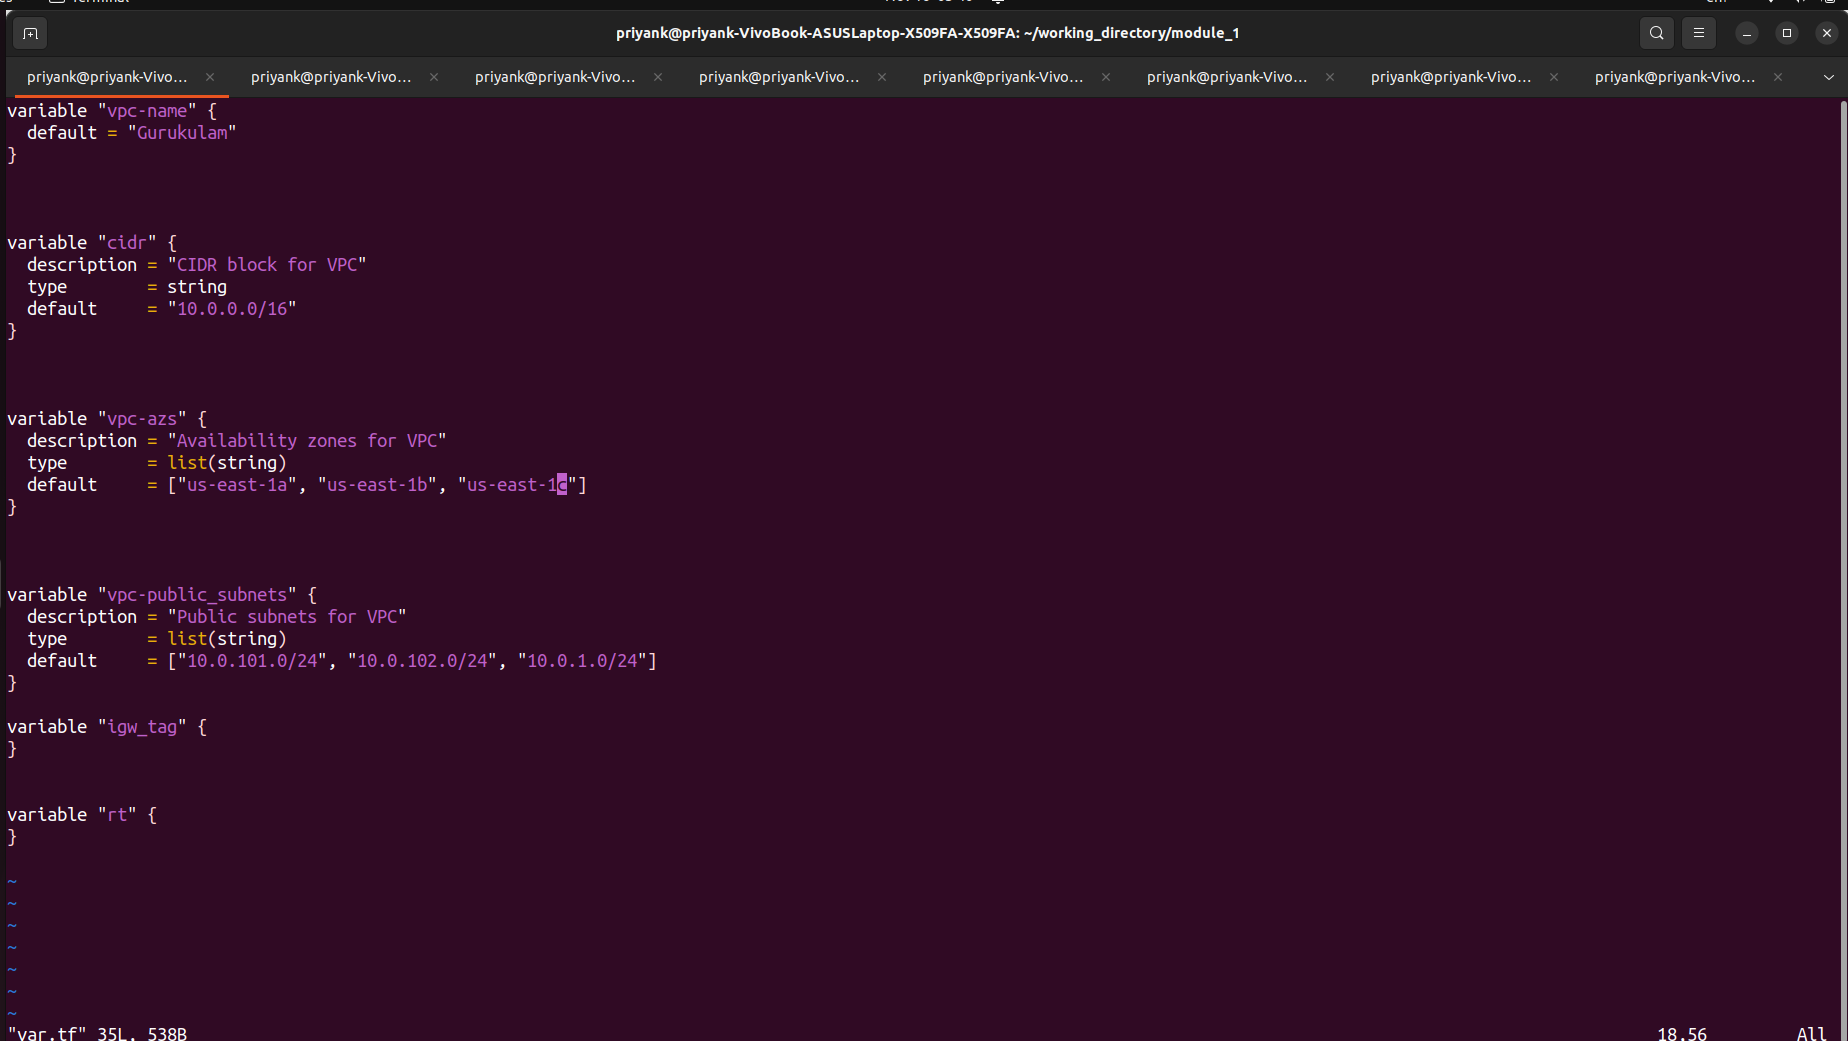 Terminal
priyank@priyank-VivoBook-ASUSLaptop-X509FA-X509FA: ~/working_directory/module_1
priyank@priyank-Vivo... × priyank@priyank-Vivo... × priyank@priyank-Vivo... × priyank@priyank-Vivo... × priyank@priyank-Vivo... × priyank@priyank-Vivo... × priyank@priyank-Vivo... × priyank@priyank-Vivo... ×
variable "vpc-name" {
  default = "Gurukulam"
}
variable "cidr" {
  description = "CIDR block for VPC"
  type        = string
  default     = "10.0.0.0/16"
}
variable "vpc-azs" {
  description = "Availability zones for VPC"
  type        = list(string)
  default     = ["us-east-1a", "us-east-1b", "us-east-1c"]
}
variable "vpc-public_subnets" {
  description = "Public subnets for VPC"
  type        = list(string)
  default     = ["10.0.101.0/24", "10.0.102.0/24", "10.0.1.0/24"]
}
variable "igw_tag" {
}
variable "rt" {
}
~
~
~
~
~
~
~
"var.tf" 35L, 538B 18,56 All